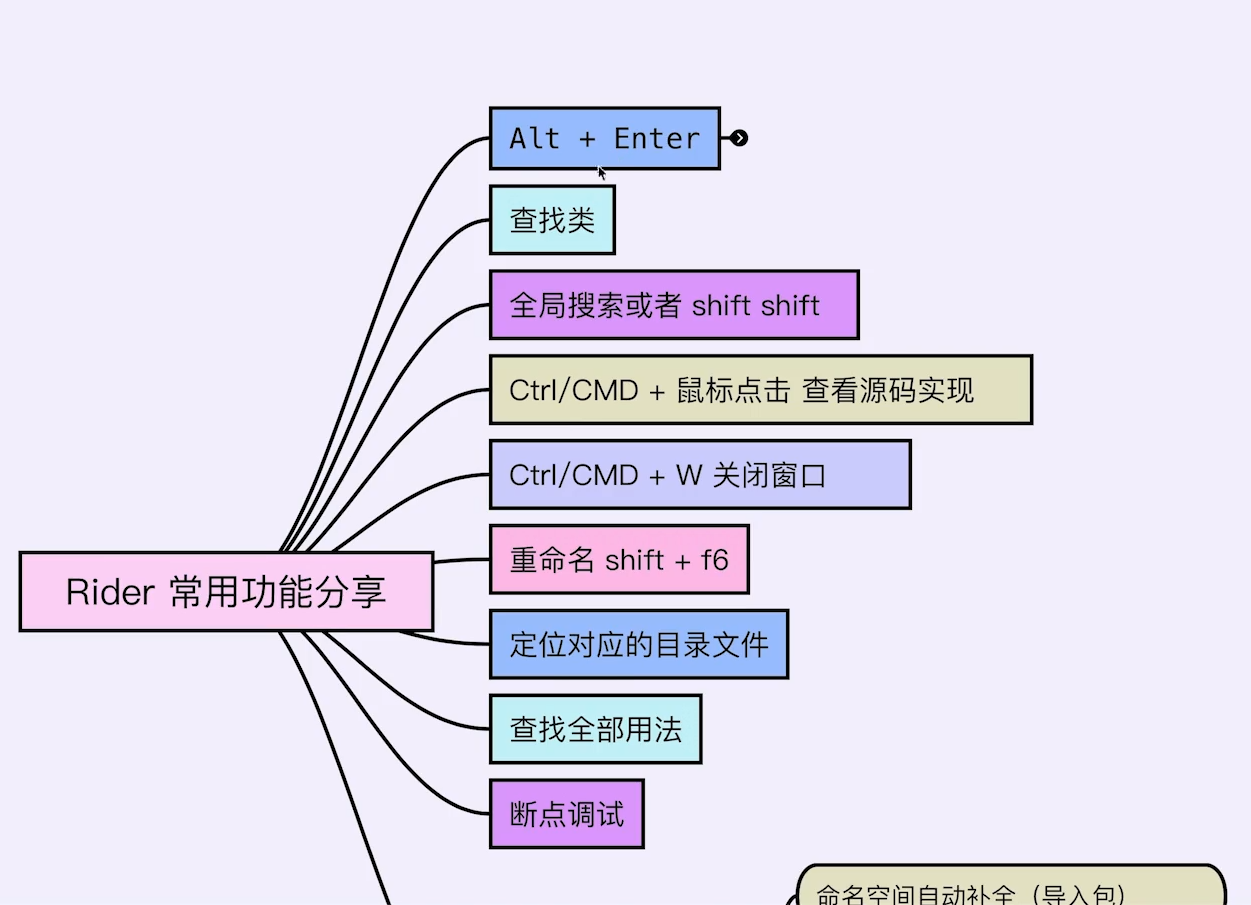 Alt + Enter
查找类
全局搜索或者 shift shift
Ctrl/CMD + 鼠标点击 查看源码实现
Ctrl/CMD + W 关闭窗口
重命名 shift + f6
Rider 常用功能分享
定位对应的目录文件
查找全部用法
断点调试
命名空间自动补全（导入包）